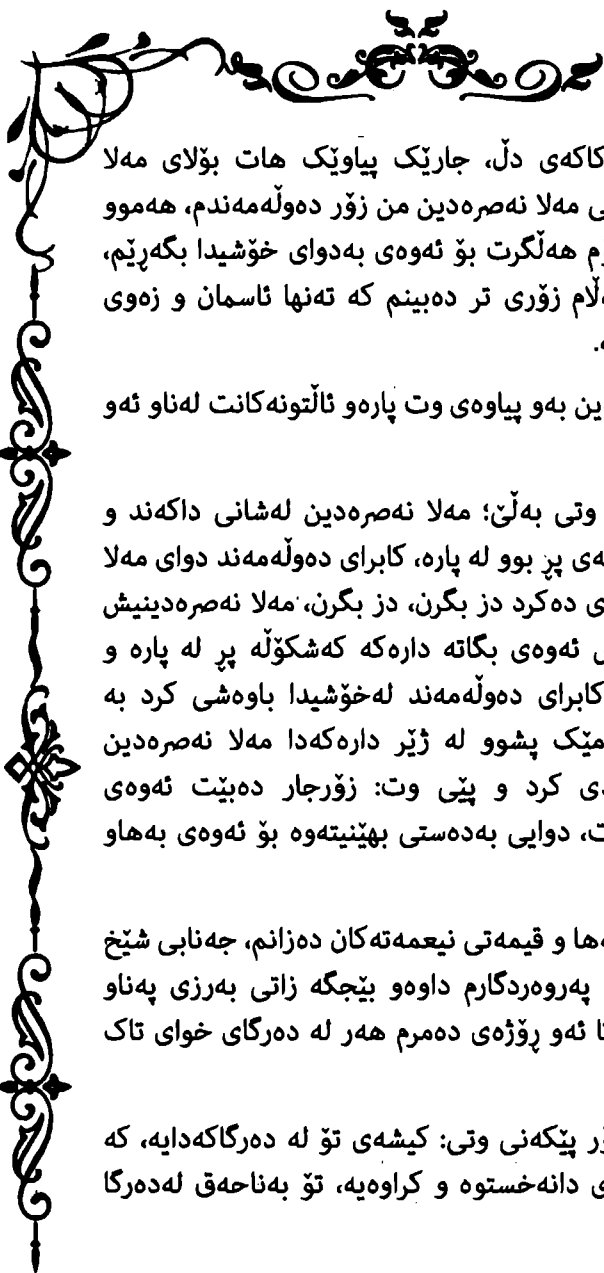 کاکەی دڵ، جارێک پیاوێک هات بۆلای مەلا
ی مەلا نەصرەدین من زۆر دەوڵەمەندم، هەموو
م هەڵگرت بۆ ئەوەی بەدوای خۆشیدا بگەڕێم،
ڵام زۆری تر دەبینم کە تەنها ئاسمان و زەوی
.
ین بەو پیاوەی وت پارەو ئاڵتونەکانت لەناو ئەو
وتی بەڵێ؛ مەلا نەصرەدین لەشانی داکەند و
ەی پڕ بوو لە پارە، کابرای دەوڵەمەند دوای مەلا
ی دەکرد دز بگرن، دز بگرن، مەلا نەصرەدینیش
ئەوەی بگاتە دارەکە کەشکۆڵە پڕ لە پارە و
کابرای دەوڵەمەند لەخۆشیدا باوەشی کرد بە
مێک پشوو لە ژێر دارەکەدا مەلا نەصرەدین
دی کرد و پێی وت: زۆرجار دەبێت ئەوەی
ت، دوایی بەدەستی بهێنیتەوە بۆ ئەوەی بەهاو
ەها و قیمەتی نیعمەتەکان دەزانم، جەنابی شێخ
پەروەردگارم داوەو بێجگە زاتی بەرزی پەناو
تا ئەو ڕۆژەی دەمرم هەر لە دەرگای خوای تاک
ۆر پێکەنی وتی: کیشەی تۆ لە دەرگاکەدایە، کە
ی دانەخستوە و کراوەیە، تۆ بەناحەق لەدەرگا